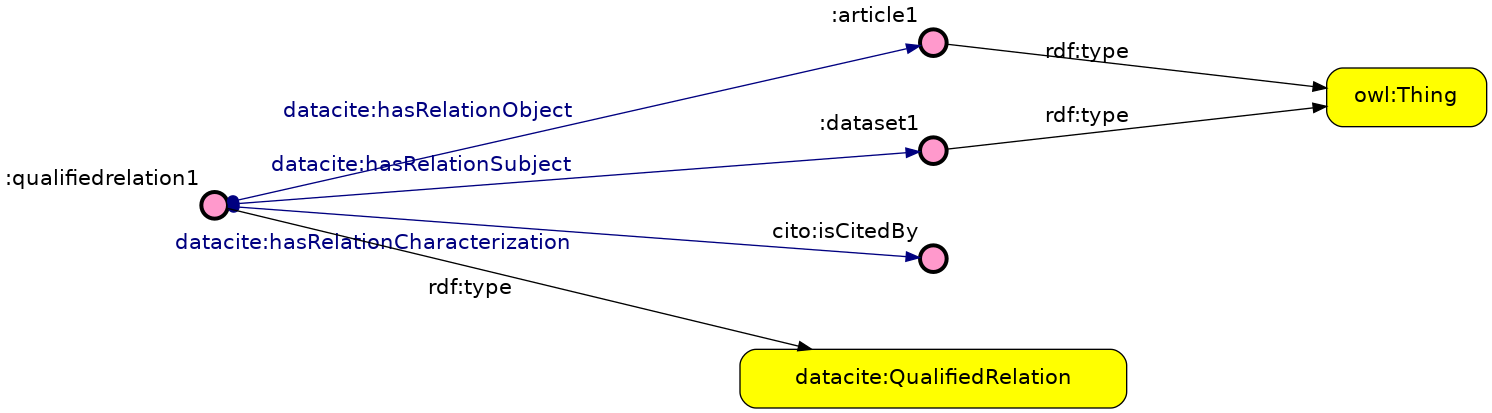 :article1
rdf:type
owl:Thing
datacite:hasRelationObject
rdf:type
:dataset1
datacite:hasRelationSubject
:qualifiedrelation1
cito:isCitedBy
datacite:hasRelationCharacterization
rdf:type
datacite:QualifiedRelation